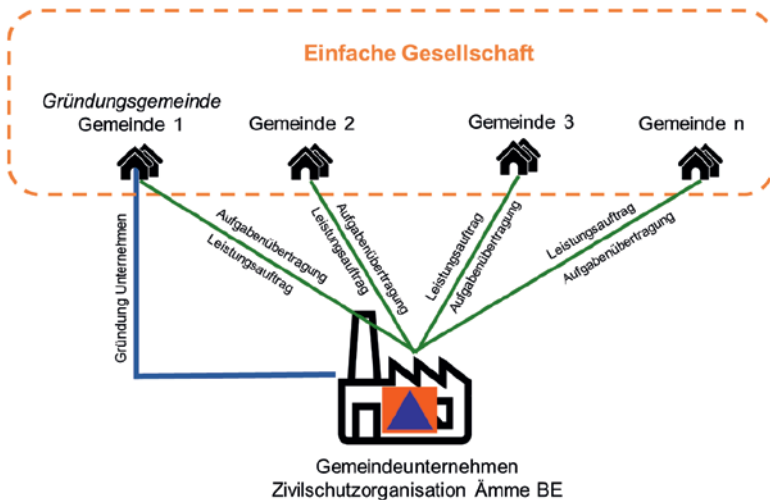 Einfache Gesellschaft
Gründungsgemeinde
Gemeinde 1
Gemeinde 2
Gemeinde 3
Gemeinde n
Gründung Unternehmen
Aufgabenübertragung
Leistungsauftrag
Aufgabenübertragung
Leistungsauftrag
Leistungsauftrag
Aufgabenübertragung
Leistungsauftrag
Aufgabenübertragung
Gemeindeunternehmen
Zivilschutzorganisation Ämme BE